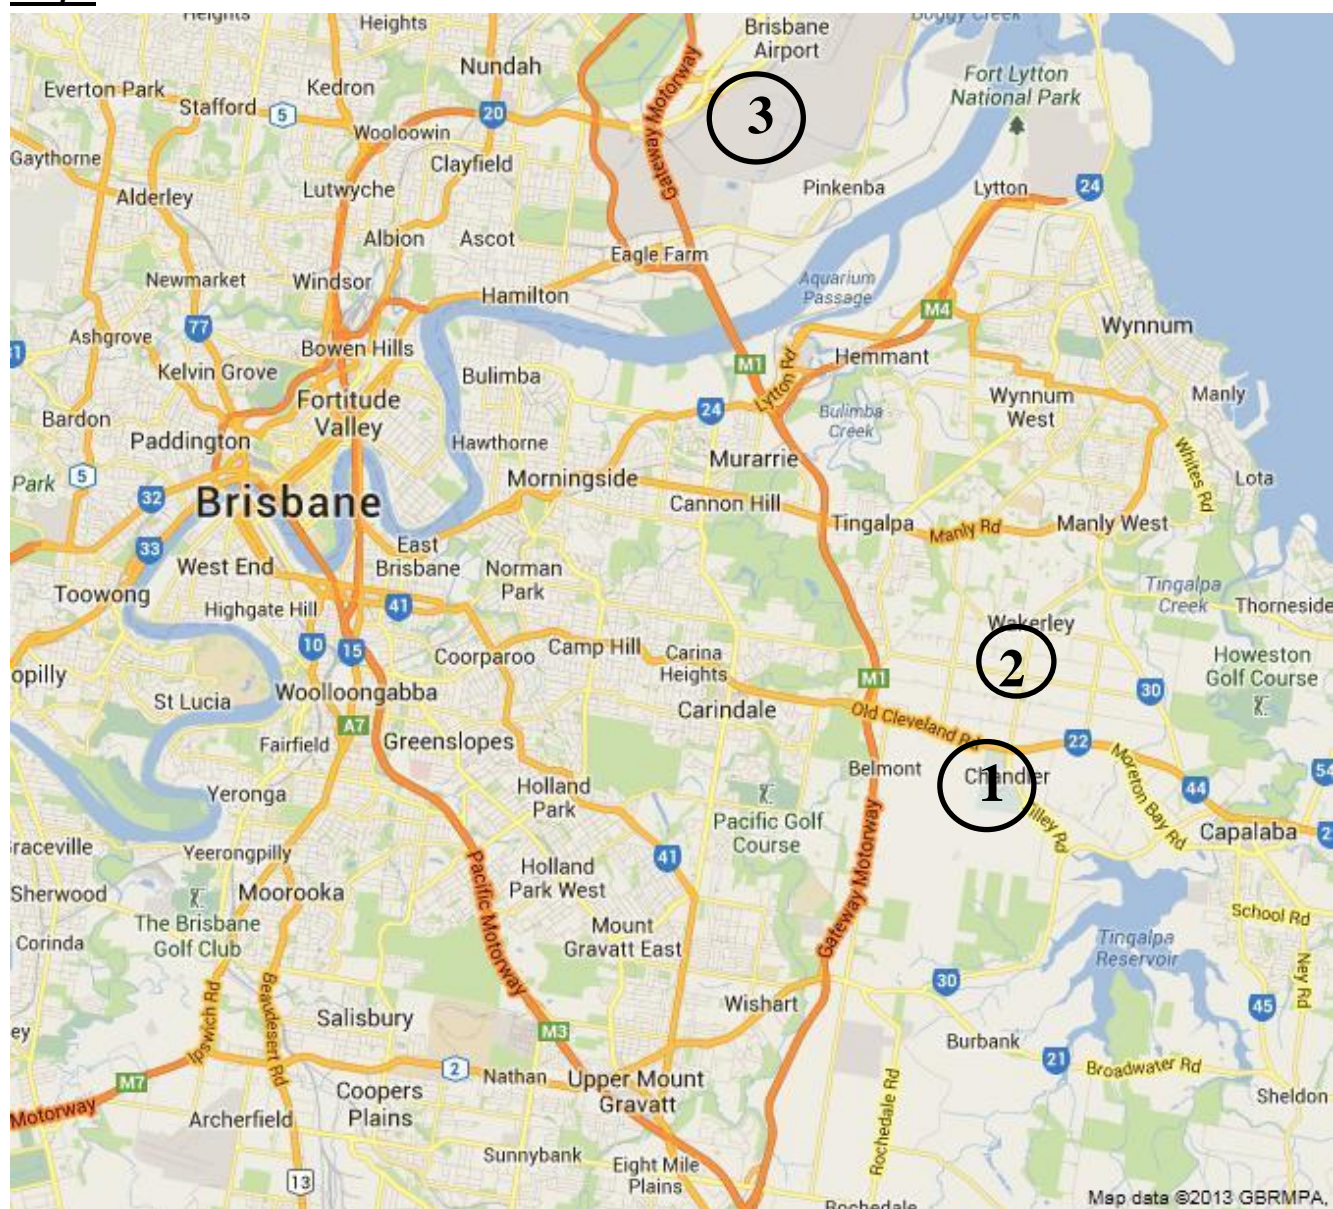 Heights
Heights
Brisbane
Airport
Boggy Creek
Nundah
Fort Lytton
National Park
Everton Park
Stafford
5
Kedron
20
Gateway Motorway
3
Wooloowin
Gaythorne
Clayfield
Alderley
Lutwyche
Pinkenba
Lytton
24
Albion
Ascot
Eagle Farm
Newmarket
Windsor
Hamilton
Aquarium
Passage
M4
77
Ashgrove
Bowen Hills
Wynnum
Kelvin Grove
Bulimba
M1
Lytton Rd
Hemmant
Fortitude
Valley
24
Bulimba
Creek
Wynnum
West
Manly
Bardon
Paddington
Hawthorne
Murarrie
Whites Rd
Park
5
32
Brisbane
Morningside
Cannon Hill
Lota
Tingalpa
Manly Rd
Manly West
33
West End
East
Brisbane
Norman
Park
Toowong
Highgate Hill
41
Tingalpa
Creek
Thorneside
Wakerley
10
15
Coorparoo
Camp Hill
Carina
Heights
2
Howeston
Golf Course
opilly
St Lucia
Woolloongabba
M1
30
A7
Carindale
Old Cleveland Rd
Fairfield
Greenslopes
22
Belmont
Chandler
1
Moreton Bay Rd
54
Yeronga
Holland
Park
Pacific Golf
Course
Tilley Rd
44
Capalaba
2
raceville
Yeerongpilly
41
Gateway Motorway
Sherwood
Moorooka
Pacific Motorway
Holland
Park West
The Brisbane
Golf Club
Mount
Gravatt East
School Rd
Corinda
Tingalpa
Reservoir
Ney Rd
Ipswich Rd
Beaudesert Rd
Wishart
30
45
ey
Salisbury
M3
Burbank
21
Broadwater Rd
M7
2
Nathan
Upper Mount
Gravatt
Rochedale Rd
Sheldon
Motorway
Archerfield
Coopers
Plains
Sunnybank
Eight Mile
Plains
13
Rochedale
Map data ©2013 GBRMPA,